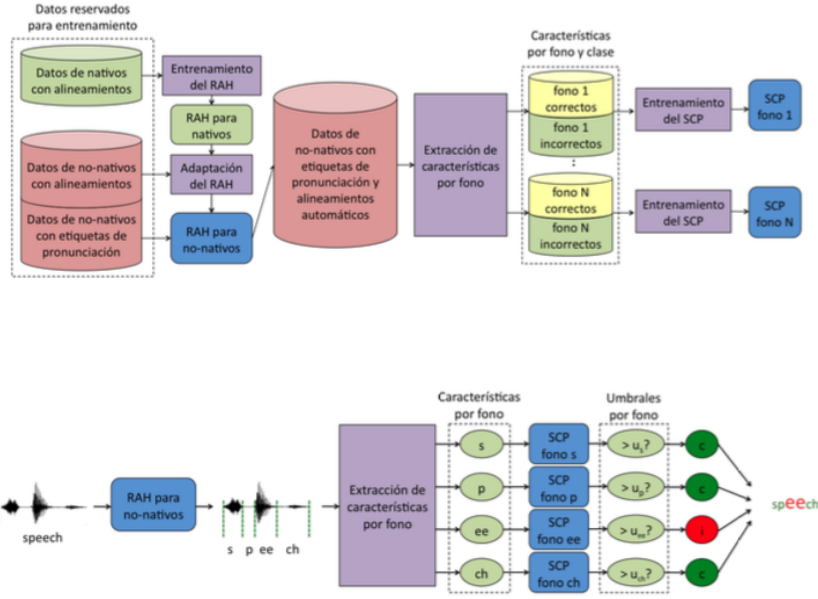 Datos reservados
para entrenamiento
Datos de nativos
con alineamientos
Datos de no-nativos
con alineamientos
Datos de no-nativos
con etiquetas de
pronunciación
Entrenamiento
del RAH
RAH para
nativos
Adaptación
del RAH
RAH para
no-nativos
Datos de
no-nativos con
etiquetas de
pronunciación y
alineamientos
automáticos
Extracción de
características
por fono
Características
por fono y clase
fono 1
correctos
fono 1
incorrectos
:
fono N
correctos
fono N
incorrectos
Entrenamiento
del SCP
SCP
fono 1
Entrenamiento
del SCP
SCP
fono N
speech
RAH para
no-nativos
s p ee ch
Extracción de
características
por fono
Características
por fono
s
p
ee
ch
SCP
fono s
SCP
fono p
SCP
fono ee
SCP
fono ch
Umbrales
por fono
> us?
> up?
> uee?
> uch?
c
c
i
c
speech